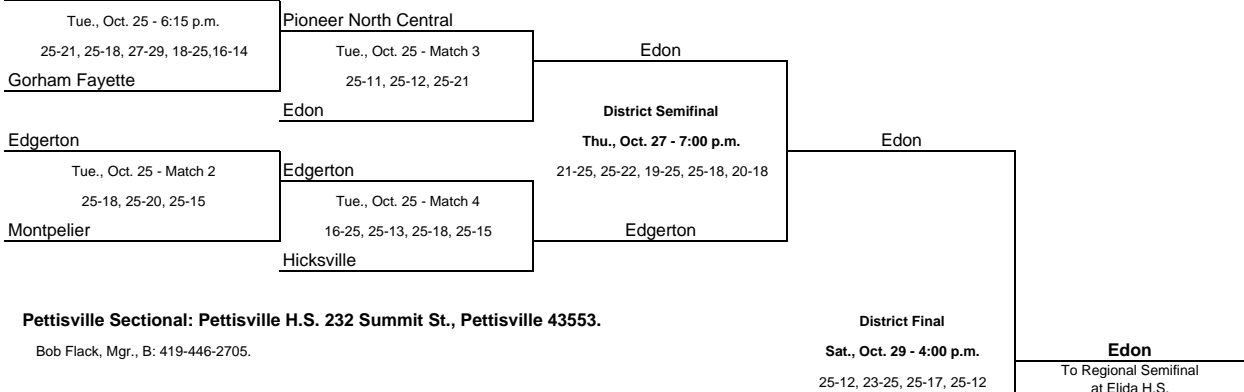 Tue., Oct. 25 - 6:15 p.m.
Pioneer North Central
25-21, 25-18, 27-29, 18-25,16-14
Tue., Oct. 25 - Match 3
Edon
Gorham Fayette
25-11, 25-12, 25-21
Edon
District Semifinal
Edgerton
Thu., Oct. 27 - 7:00 p.m.
Edon
Tue., Oct. 25 - Match 2
Edgerton
21-25, 25-22, 19-25, 25-18, 20-18
25-18, 25-20, 25-15
Tue., Oct. 25 - Match 4
Montpelier
16-25, 25-13, 25-18, 25-15
Edgerton
Hicksville
Pettisville Sectional: Pettisville H.S. 232 Summit St., Pettisville 43553.
District Final
Bob Flack, Mgr., B: 419-446-2705.
Sat., Oct. 29 - 4:00 p.m.
Edon
To Regional Semifinal
25-12, 23-25, 25-17, 25-12
at Elida H.S.